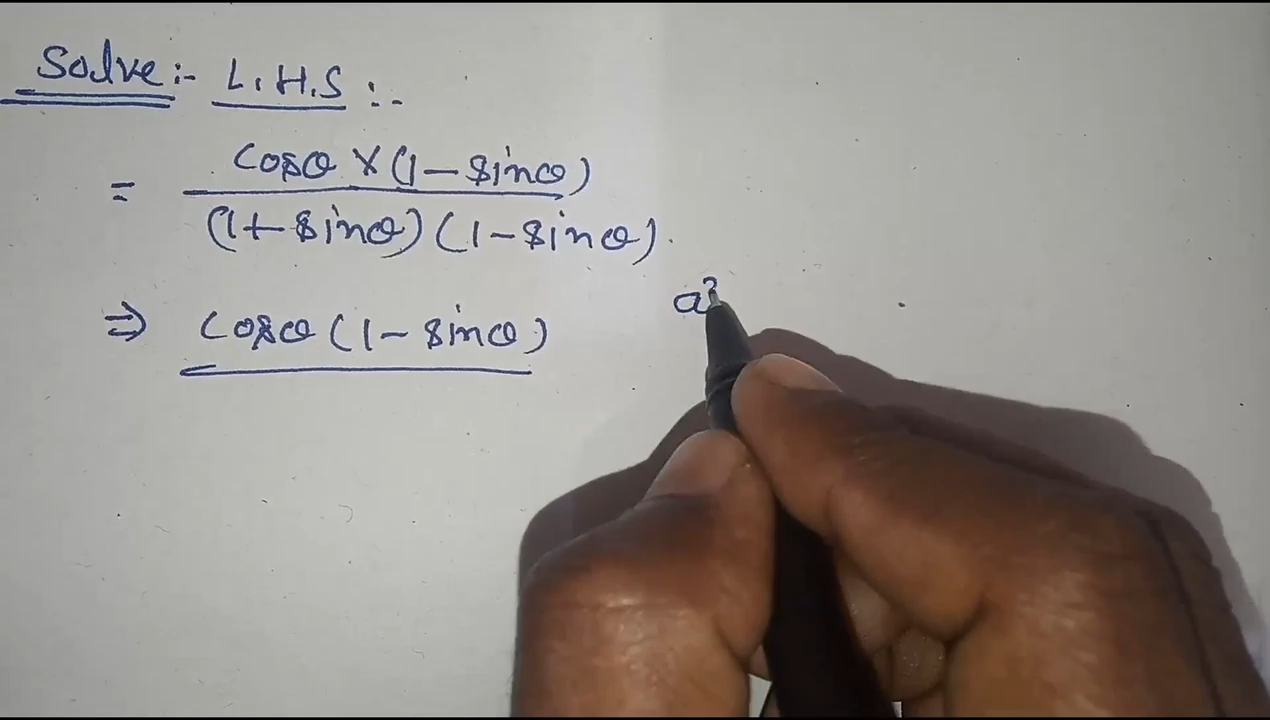 Solve:- L.H.S :-
= cosθ × (1 - sinθ) / (1 + sinθ) (1 - sinθ).
⇒ cosθ (1 - sinθ)
a²